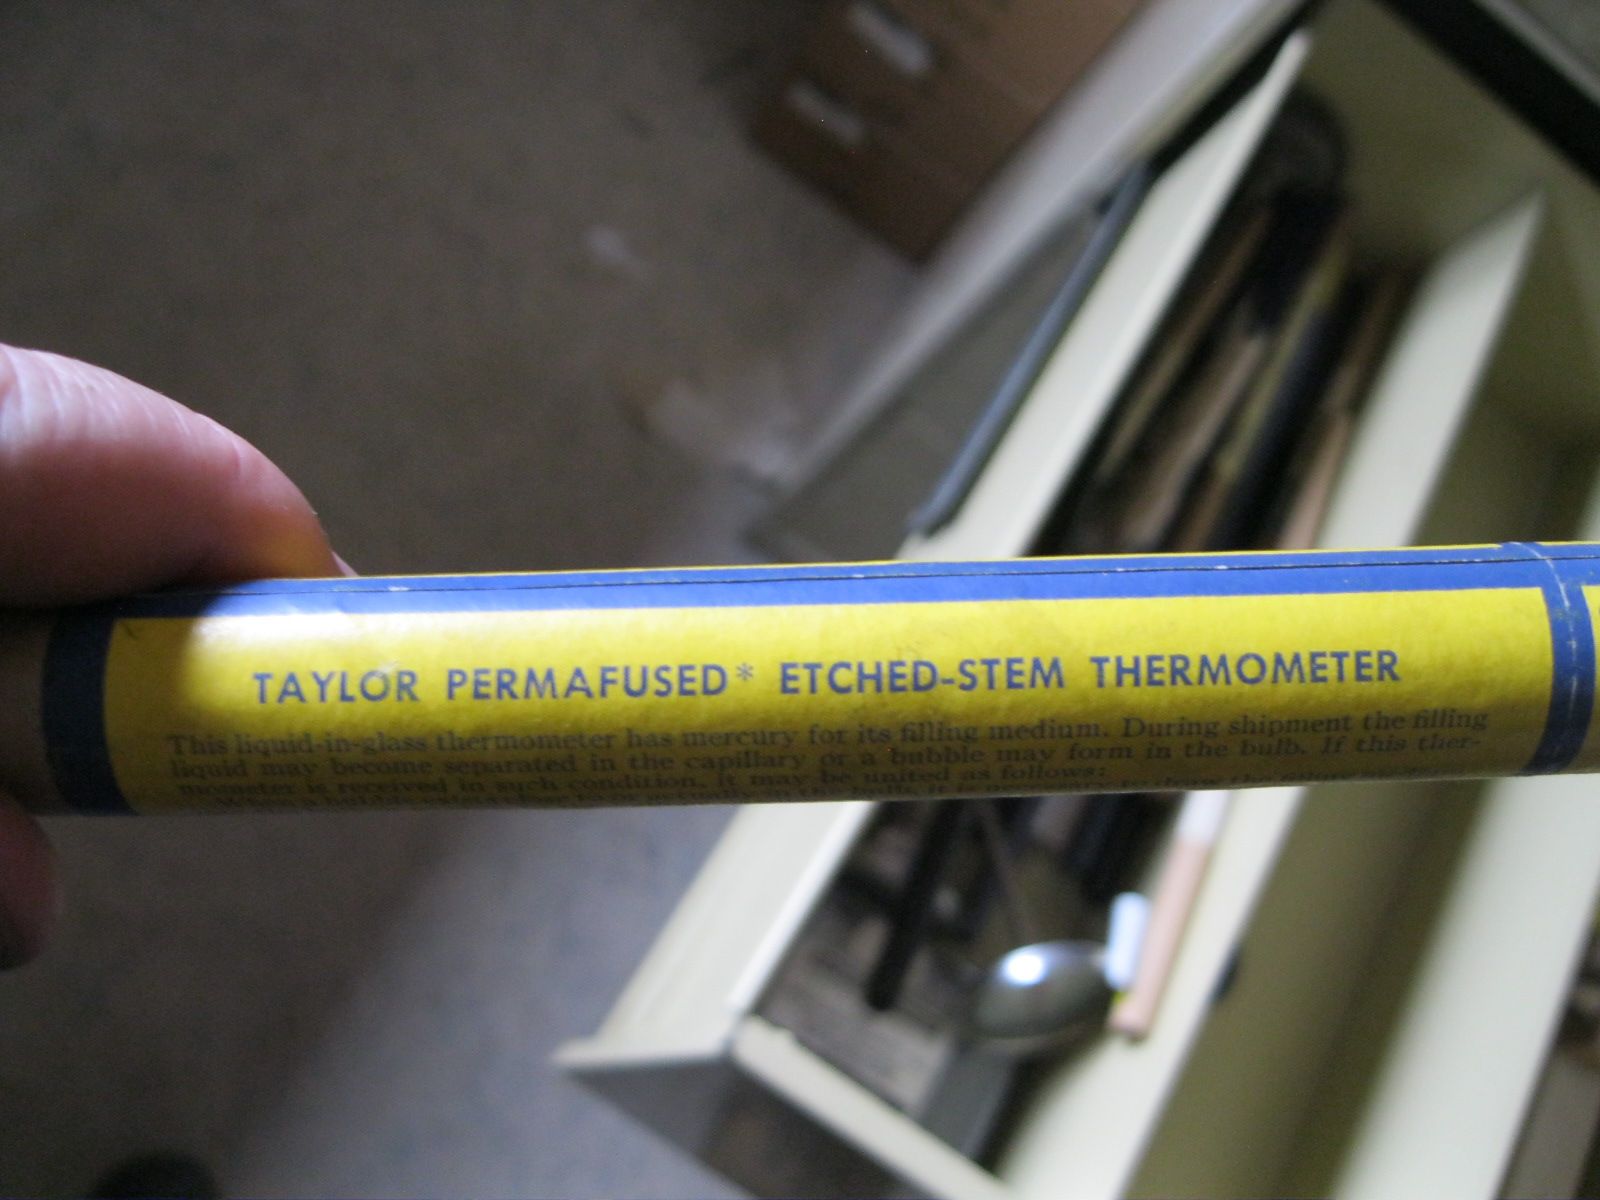 TAYLOR PERMAFUSED* ETCHED-STEM THERMOMETER
This liquid-in-glass thermometer has mercury for its filling medium. During shipment the filling
liquid may become separated in the capillary or a bubble may form in the bulb. If this ther-
mometer is received in such condition, it may be united as follows: